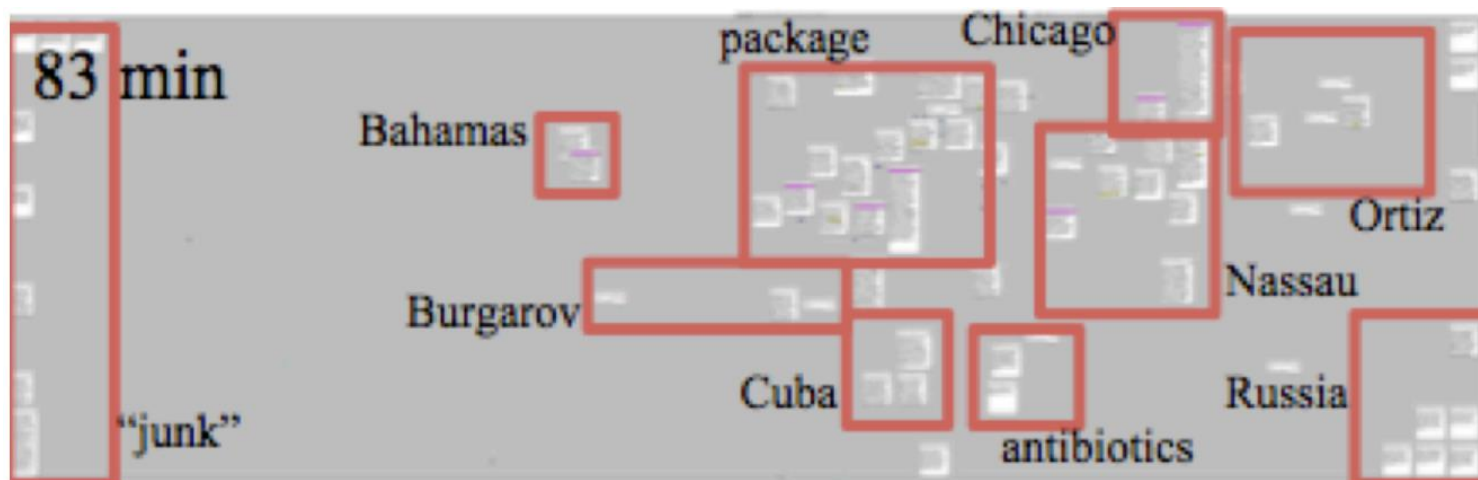 83 min
package
Chicago
Bahamas
Ortiz
Nassau
Burgarov
Cuba
Russia
"junk"
antibiotics